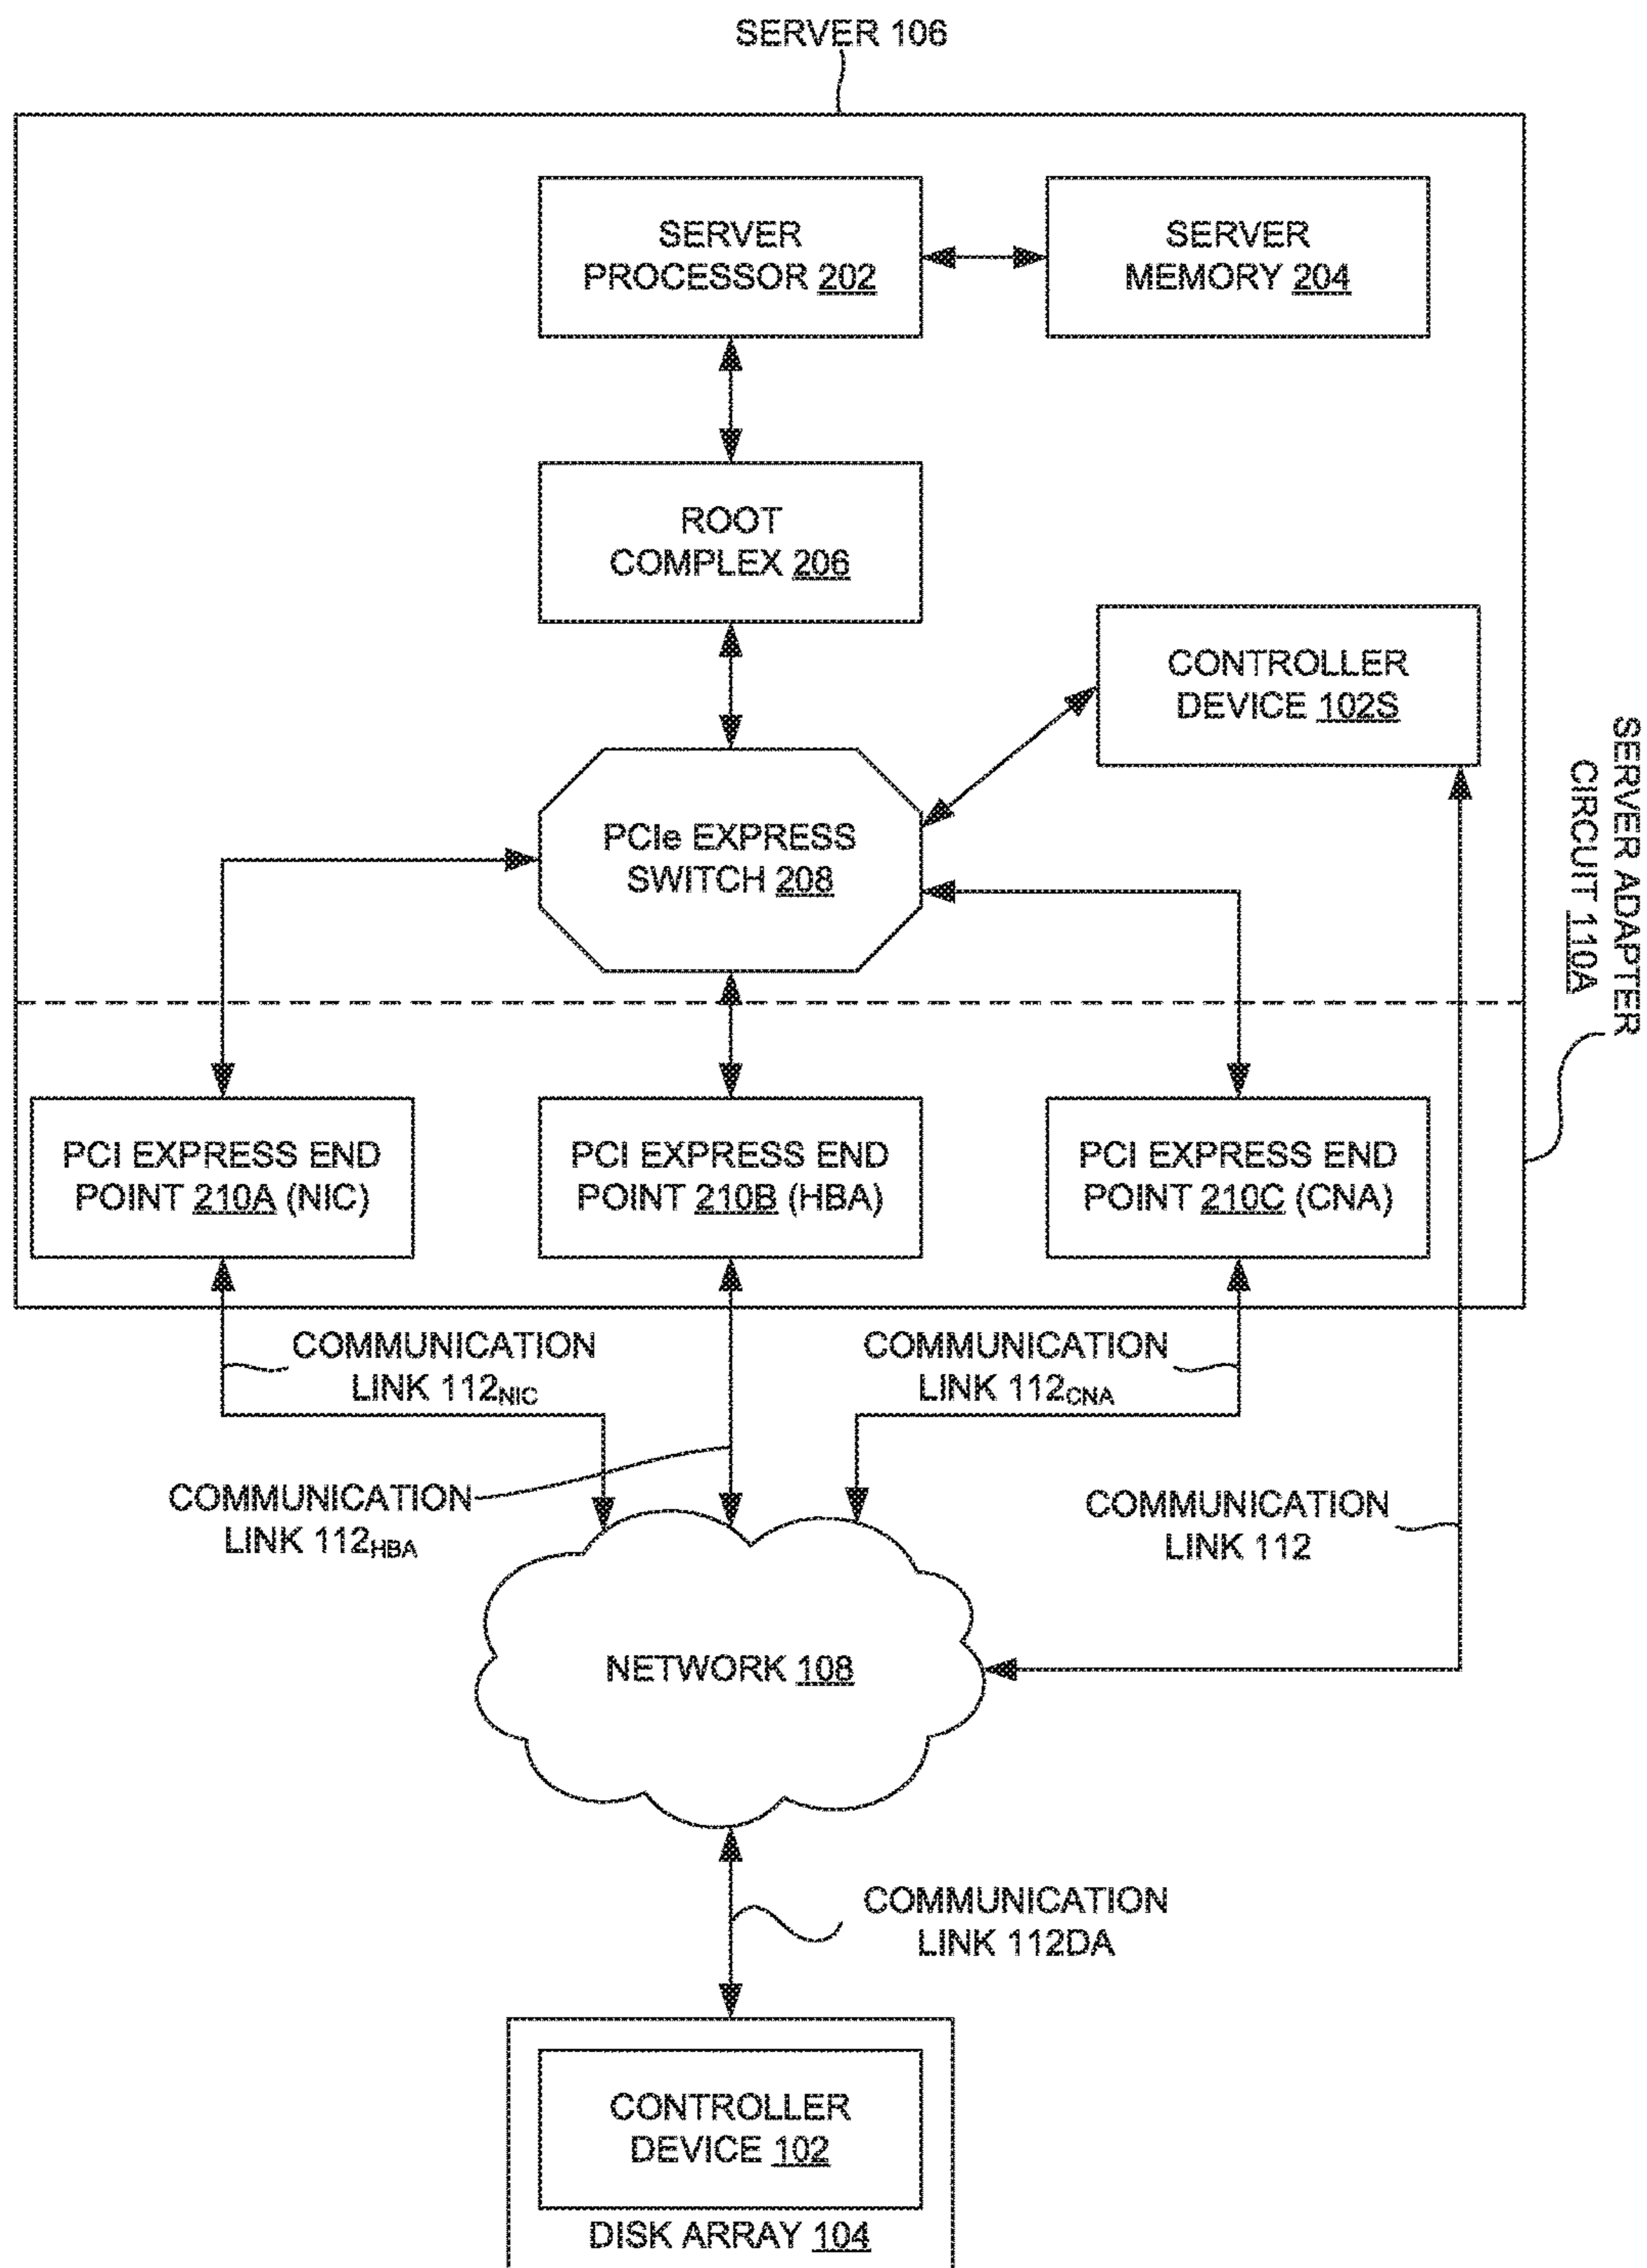 SERVER 106
SERVER
PROCESSOR 202
SERVER
MEMORY 204
ROOT
COMPLEX 206
CONTROLLER
DEVICE 102S
SERVER ADAPTER
CIRCUIT 110A
PCIe EXPRESS
SWITCH 208
PCI EXPRESS END
POINT 210A (NIC)
PCI EXPRESS END
POINT 210B (HBA)
PCI EXPRESS END
POINT 210C (CNA)
COMMUNICATION
LINK 112NIC
COMMUNICATION
LINK 112CNA
COMMUNICATION
LINK 112HBA
COMMUNICATION
LINK 112
NETWORK 108
COMMUNICATION
LINK 112DA
CONTROLLER
DEVICE 102
DISK ARRAY 104